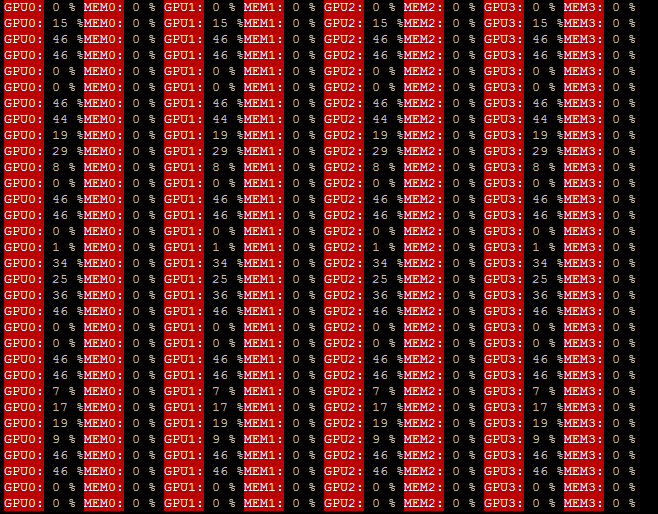 GPU0: 0 % MEM0: 0 % GPU1: 0 % MEM1: 0 % GPU2: 0 % MEM2: 0 % GPU3: 0 % MEM3: 0 %
GPU0: 15 %MEM0: 0 % GPU1: 15 %MEM1: 0 % GPU2: 15 %MEM2: 0 % GPU3: 15 %MEM3: 0 %
GPU0: 46 %MEM0: 0 % GPU1: 46 %MEM1: 0 % GPU2: 46 %MEM2: 0 % GPU3: 46 %MEM3: 0 %
GPU0: 46 %MEM0: 0 % GPU1: 46 %MEM1: 0 % GPU2: 46 %MEM2: 0 % GPU3: 46 %MEM3: 0 %
GPU0: 0 % MEM0: 0 % GPU1: 0 % MEM1: 0 % GPU2: 0 % MEM2: 0 % GPU3: 0 % MEM3: 0 %
GPU0: 0 % MEM0: 0 % GPU1: 0 % MEM1: 0 % GPU2: 0 % MEM2: 0 % GPU3: 0 % MEM3: 0 %
GPU0: 46 %MEM0: 0 % GPU1: 46 %MEM1: 0 % GPU2: 46 %MEM2: 0 % GPU3: 46 %MEM3: 0 %
GPU0: 44 %MEM0: 0 % GPU1: 44 %MEM1: 0 % GPU2: 44 %MEM2: 0 % GPU3: 44 %MEM3: 0 %
GPU0: 19 %MEM0: 0 % GPU1: 19 %MEM1: 0 % GPU2: 19 %MEM2: 0 % GPU3: 19 %MEM3: 0 %
GPU0: 29 %MEM0: 0 % GPU1: 29 %MEM1: 0 % GPU2: 29 %MEM2: 0 % GPU3: 29 %MEM3: 0 %
GPU0: 8 % MEM0: 0 % GPU1: 8 % MEM1: 0 % GPU2: 8 % MEM2: 0 % GPU3: 8 % MEM3: 0 %
GPU0: 0 % MEM0: 0 % GPU1: 0 % MEM1: 0 % GPU2: 0 % MEM2: 0 % GPU3: 0 % MEM3: 0 %
GPU0: 46 %MEM0: 0 % GPU1: 46 %MEM1: 0 % GPU2: 46 %MEM2: 0 % GPU3: 46 %MEM3: 0 %
GPU0: 46 %MEM0: 0 % GPU1: 46 %MEM1: 0 % GPU2: 46 %MEM2: 0 % GPU3: 46 %MEM3: 0 %
GPU0: 0 % MEM0: 0 % GPU1: 0 % MEM1: 0 % GPU2: 0 % MEM2: 0 % GPU3: 0 % MEM3: 0 %
GPU0: 1 % MEM0: 0 % GPU1: 1 % MEM1: 0 % GPU2: 1 % MEM2: 0 % GPU3: 1 % MEM3: 0 %
GPU0: 34 %MEM0: 0 % GPU1: 34 %MEM1: 0 % GPU2: 34 %MEM2: 0 % GPU3: 34 %MEM3: 0 %
GPU0: 25 %MEM0: 0 % GPU1: 25 %MEM1: 0 % GPU2: 25 %MEM2: 0 % GPU3: 25 %MEM3: 0 %
GPU0: 36 %MEM0: 0 % GPU1: 36 %MEM1: 0 % GPU2: 36 %MEM2: 0 % GPU3: 36 %MEM3: 0 %
GPU0: 46 %MEM0: 0 % GPU1: 46 %MEM1: 0 % GPU2: 46 %MEM2: 0 % GPU3: 46 %MEM3: 0 %
GPU0: 0 % MEM0: 0 % GPU1: 0 % MEM1: 0 % GPU2: 0 % MEM2: 0 % GPU3: 0 % MEM3: 0 %
GPU0: 0 % MEM0: 0 % GPU1: 0 % MEM1: 0 % GPU2: 0 % MEM2: 0 % GPU3: 0 % MEM3: 0 %
GPU0: 46 %MEM0: 0 % GPU1: 46 %MEM1: 0 % GPU2: 46 %MEM2: 0 % GPU3: 46 %MEM3: 0 %
GPU0: 46 %MEM0: 0 % GPU1: 46 %MEM1: 0 % GPU2: 46 %MEM2: 0 % GPU3: 46 %MEM3: 0 %
GPU0: 7 % MEM0: 0 % GPU1: 7 % MEM1: 0 % GPU2: 7 % MEM2: 0 % GPU3: 7 % MEM3: 0 %
GPU0: 17 %MEM0: 0 % GPU1: 17 %MEM1: 0 % GPU2: 17 %MEM2: 0 % GPU3: 17 %MEM3: 0 %
GPU0: 19 %MEM0: 0 % GPU1: 19 %MEM1: 0 % GPU2: 19 %MEM2: 0 % GPU3: 19 %MEM3: 0 %
GPU0: 9 % MEM0: 0 % GPU1: 9 % MEM1: 0 % GPU2: 9 % MEM2: 0 % GPU3: 9 % MEM3: 0 %
GPU0: 46 %MEM0: 0 % GPU1: 46 %MEM1: 0 % GPU2: 46 %MEM2: 0 % GPU3: 46 %MEM3: 0 %
GPU0: 46 %MEM0: 0 % GPU1: 46 %MEM1: 0 % GPU2: 46 %MEM2: 0 % GPU3: 46 %MEM3: 0 %
GPU0: 0 % MEM0: 0 % GPU1: 0 % MEM1: 0 % GPU2: 0 % MEM2: 0 % GPU3: 0 % MEM3: 0 %
GPU0: 0 % MEM0: 0 % GPU1: 0 % MEM1: 0 % GPU2: 0 % MEM2: 0 % GPU3: 0 % MEM3: 0 %